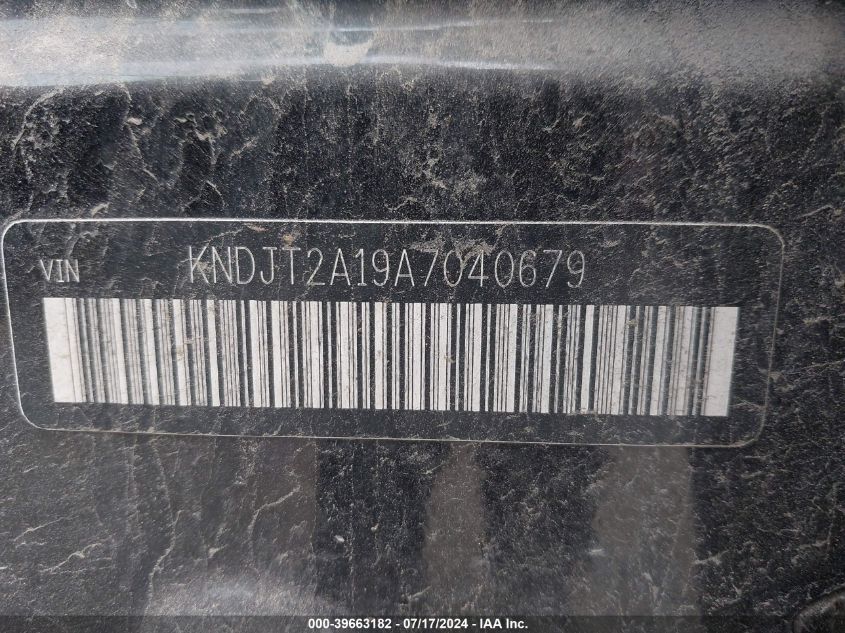 VIN KNDJT2A19A7040679
000-39663182 - 07/17/2024 - IAA Inc.